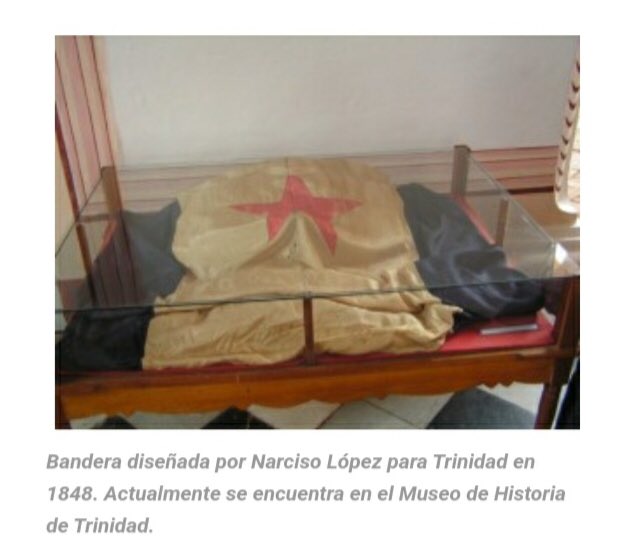 Bandera diseñada por Narciso López para Trinidad en
1848. Actualmente se encuentra en el Museo de Historia
de Trinidad.